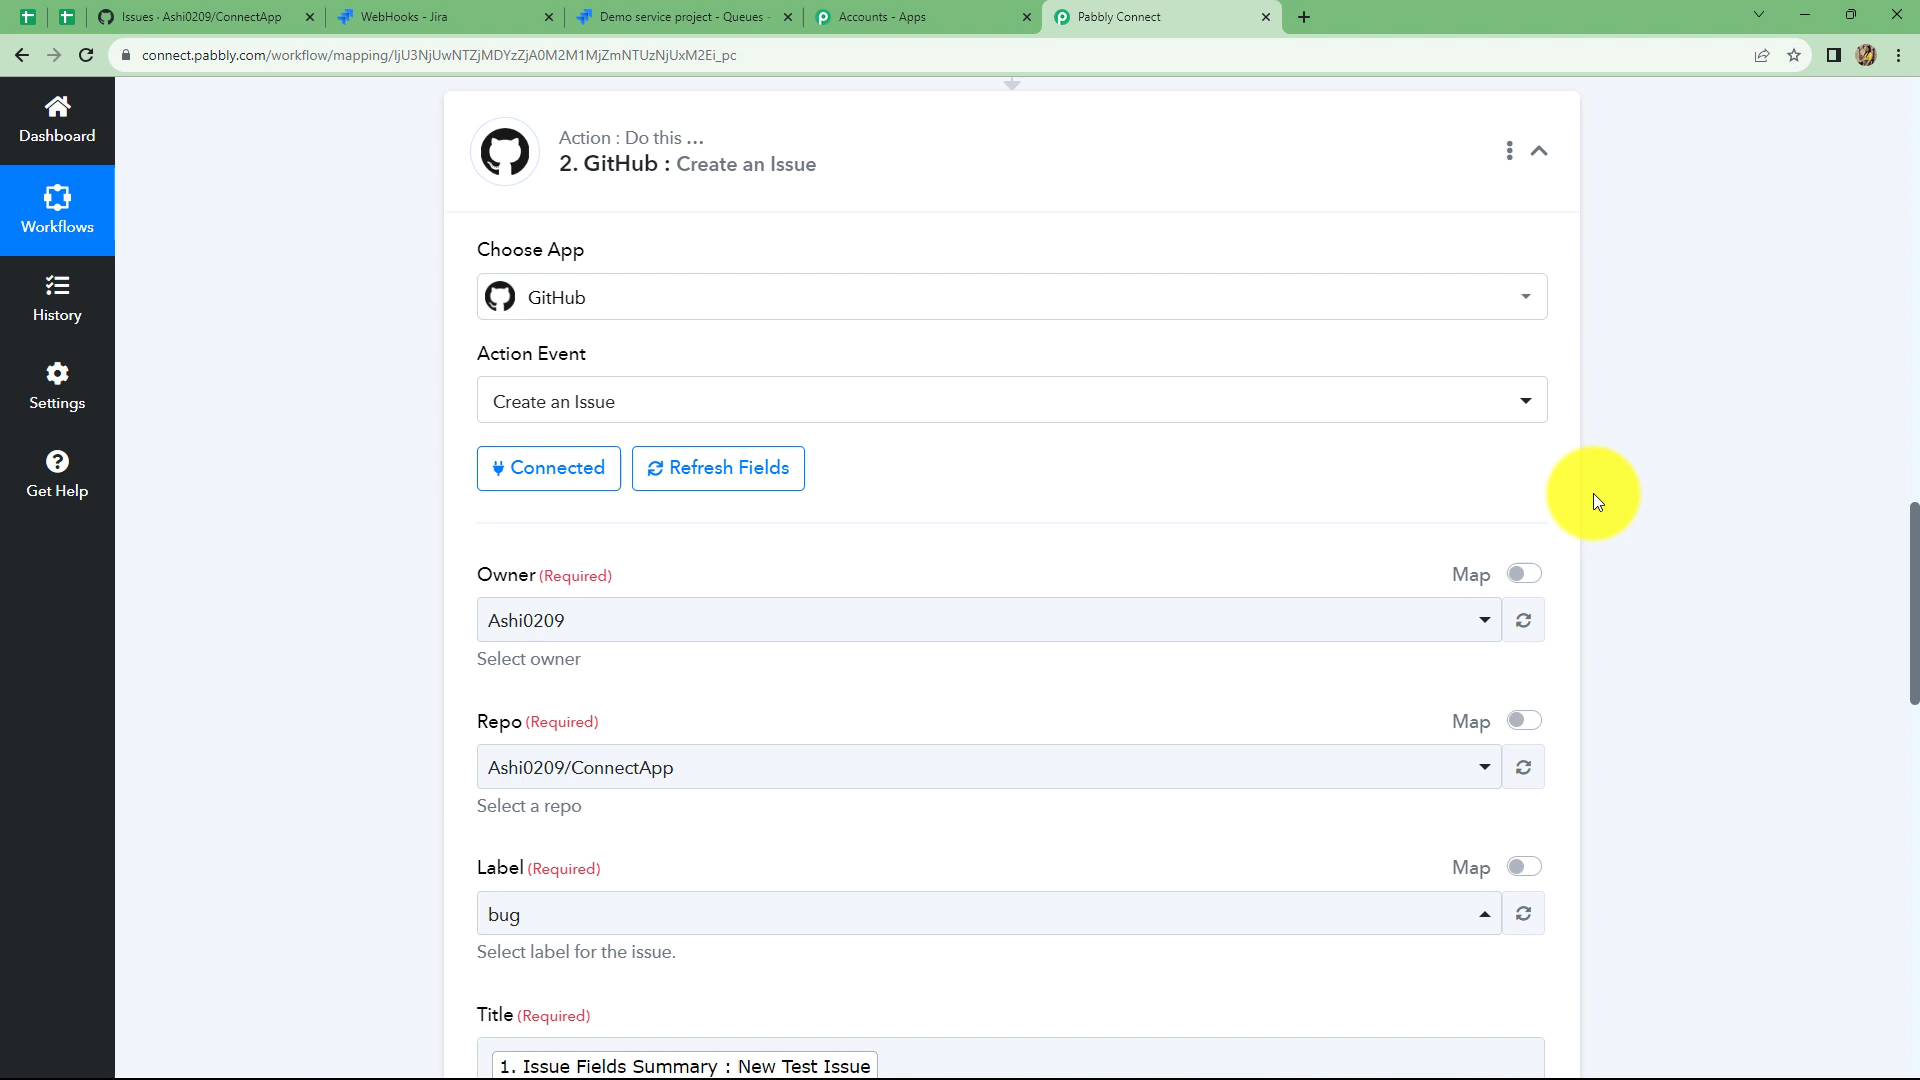 Issues · Ashi0209/ConnectApp
WebHooks - Jira
Demo service project - Queues -
Accounts - Apps
Pabbly Connect
connect.pabbly.com/workflow/mapping/IjU3NjUwNTZjMDYzZjA0M2M1MjZmNTUzNjUxM2Ei_pc
Dashboard
Workflows
History
Settings
Get Help
Action : Do this ...
2. GitHub : Create an Issue
Choose App
GitHub
Action Event
Create an Issue
Connected
Refresh Fields
Owner (Required)
Map
Ashi0209
Select owner
Repo (Required)
Map
Ashi0209/ConnectApp
Select a repo
Label (Required)
Map
bug
Select label for the issue.
Title (Required)
1. Issue Fields Summary : New Test Issue